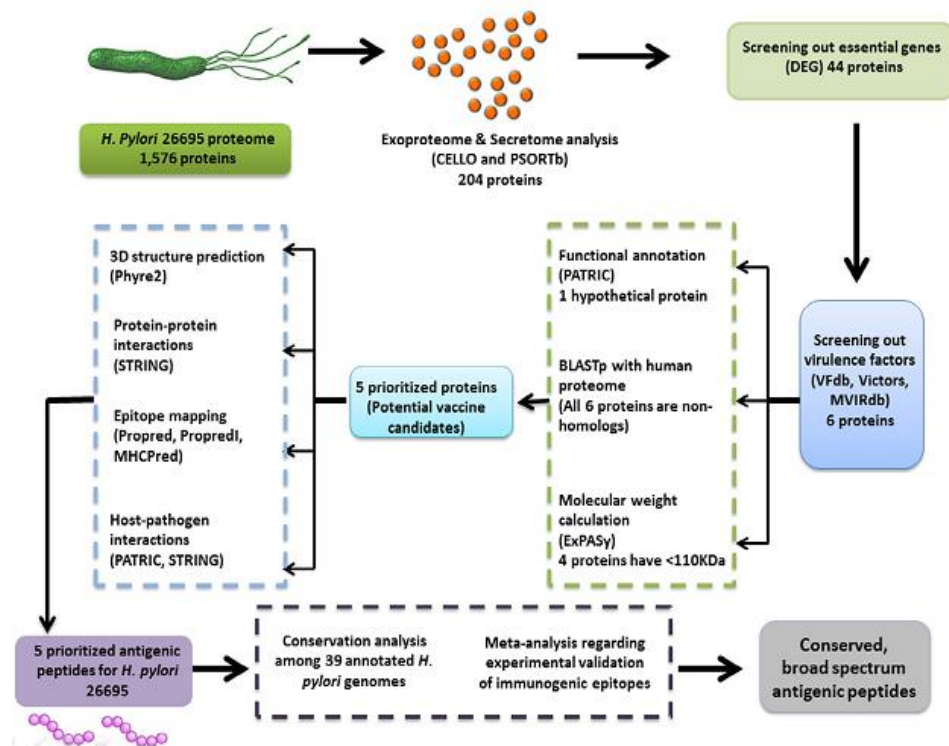 H. Pylori 26695 proteome
1,576 proteins
Exoproteome & Secretome analysis
(CELLO and PSORTb)
204 proteins
Screening out essential genes
(DEG) 44 proteins
Screening out
virulence factors
(VFdb, Victors,
MVIRdb)
6 proteins
Functional annotation
(PATRIC)
1 hypothetical protein
BLASTp with human
proteome
(All 6 proteins are non-
homologs)
Molecular weight
calculation
(ExPASy)
4 proteins have <110KDa
5 prioritized proteins
(Potential vaccine
candidates)
3D structure prediction
(Phyre2)
Protein-protein
interactions
(STRING)
Epitope mapping
(Propred, PropredI,
MHCPred)
Host-pathogen
interactions
(PATRIC, STRING)
5 prioritized antigenic
peptides for H. pylori
26695
Conservation analysis
among 39 annotated H.
pylori genomes
Meta-analysis regarding
experimental validation
of immunogenic epitopes
Conserved,
broad spectrum
antigenic peptides